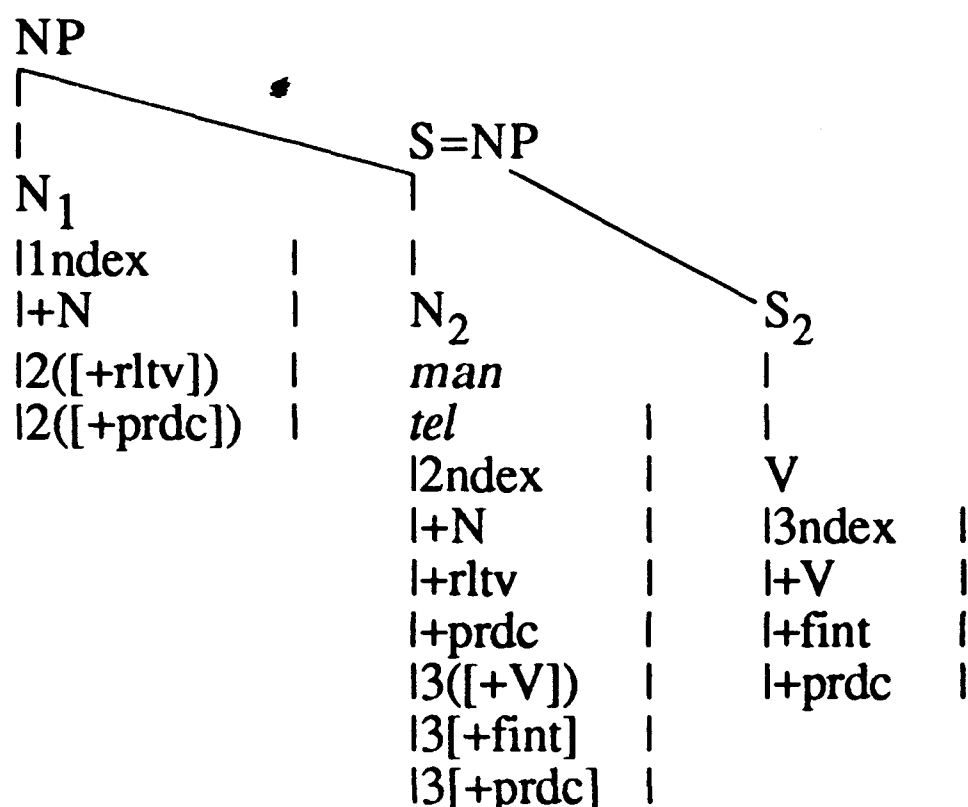 NP
S=NP
N1
|1ndex |
|+N | N2 S2
|2([+rltv]) | man
|2([+prdc]) | tel |
|2ndex | V
|+N | |3ndex |
|+rltv | |+V |
|+prdc | |+fint |
|3([+V]) | |+prdc |
|3[+fint] |
|3[+prdc] |